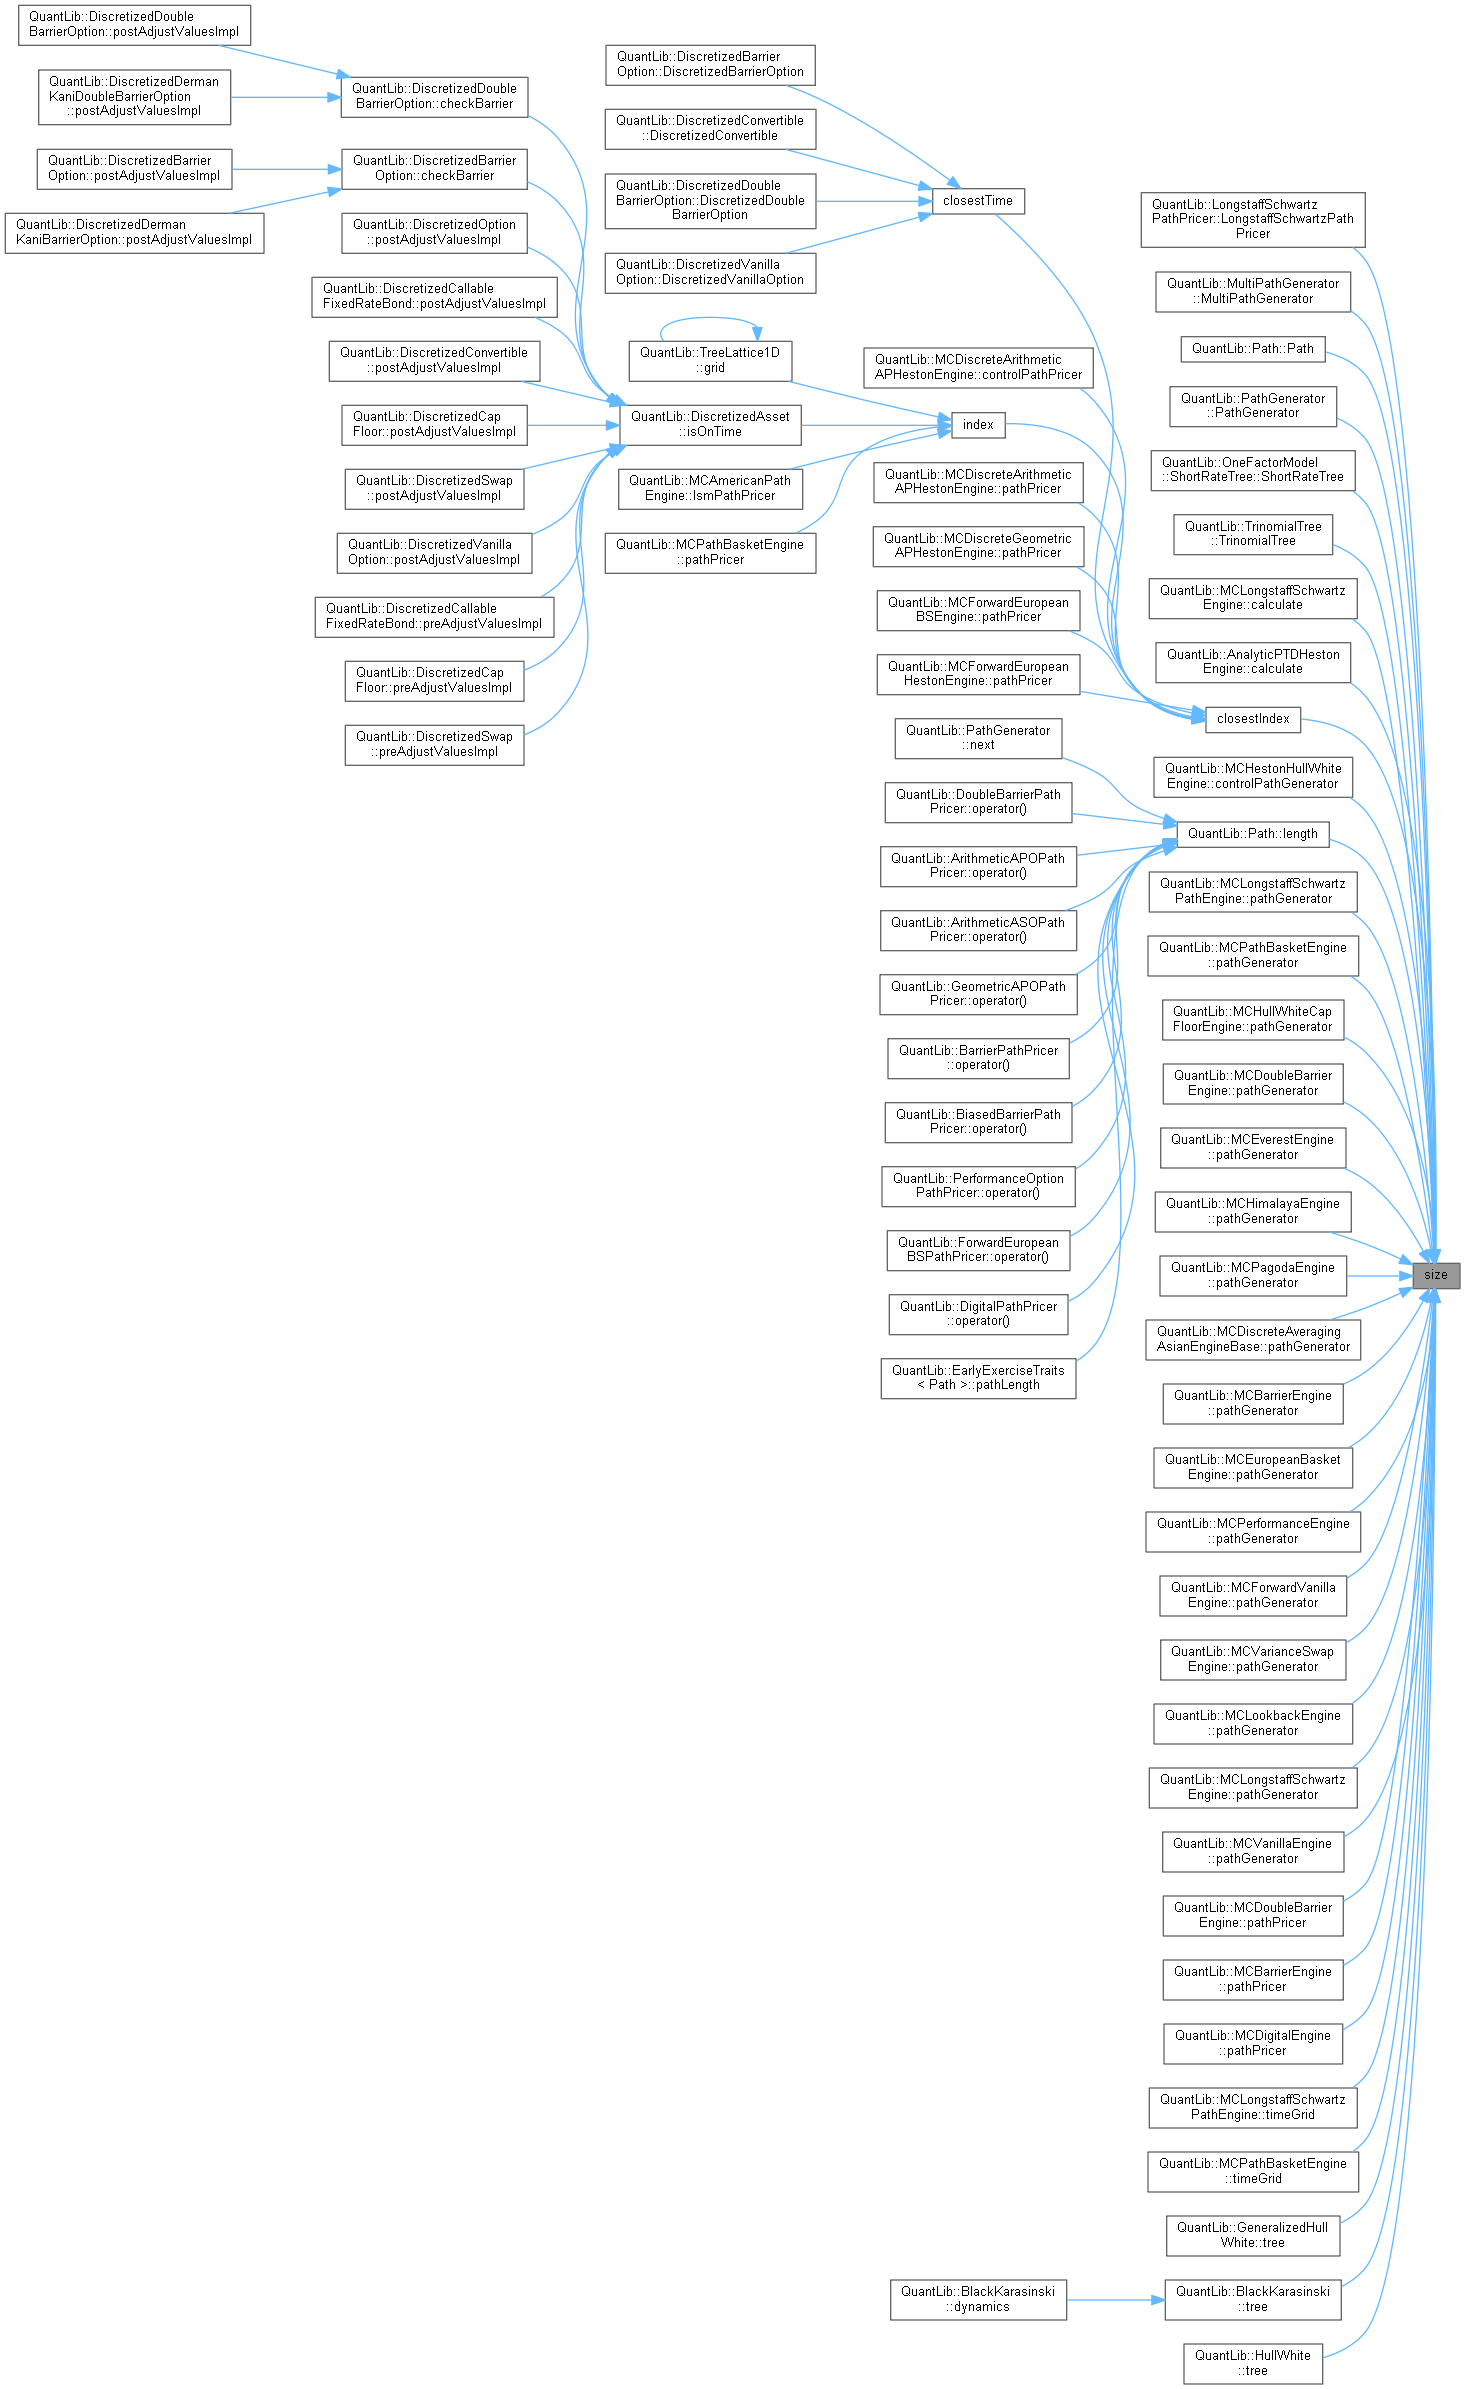 QuantLib::DiscretizedDouble
BarrierOption::postAdjustValuesImpl
QuantLib::DiscretizedDerman
KaniDoubleBarrierOption
::postAdjustValuesImpl
QuantLib::DiscretizedBarrier
Option::postAdjustValuesImpl
QuantLib::DiscretizedDerman
KaniBarrierOption::postAdjustValuesImpl
QuantLib::DiscretizedDouble
BarrierOption::checkBarrier
QuantLib::DiscretizedBarrier
Option::checkBarrier
QuantLib::DiscretizedOption
::postAdjustValuesImpl
QuantLib::DiscretizedCallable
FixedRateBond::postAdjustValuesImpl
QuantLib::DiscretizedConvertible
::postAdjustValuesImpl
QuantLib::DiscretizedCap
Floor::postAdjustValuesImpl
QuantLib::DiscretizedSwap
::postAdjustValuesImpl
QuantLib::DiscretizedVanilla
Option::postAdjustValuesImpl
QuantLib::DiscretizedCallable
FixedRateBond::preAdjustValuesImpl
QuantLib::DiscretizedCap
Floor::preAdjustValuesImpl
QuantLib::DiscretizedSwap
::preAdjustValuesImpl
QuantLib::DiscretizedBarrier
Option::DiscretizedBarrierOption
QuantLib::DiscretizedConvertible
::DiscretizedConvertible
QuantLib::DiscretizedDouble
BarrierOption::DiscretizedDouble
BarrierOption
QuantLib::DiscretizedVanilla
Option::DiscretizedVanillaOption
QuantLib::TreeLattice1D
::grid
QuantLib::DiscretizedAsset
::isOnTime
QuantLib::MCAmericanPath
Engine::lsmPathPricer
QuantLib::MCPathBasketEngine
::pathPricer
closestTime
QuantLib::MCDiscreteArithmetic
APHestonEngine::controlPathPricer
index
QuantLib::MCDiscreteArithmetic
APHestonEngine::pathPricer
QuantLib::MCDiscreteGeometric
APHestonEngine::pathPricer
QuantLib::MCForwardEuropean
BSEngine::pathPricer
QuantLib::MCForwardEuropean
HestonEngine::pathPricer
QuantLib::PathGenerator
::next
QuantLib::DoubleBarrierPath
Pricer::operator()
QuantLib::ArithmeticAPOPath
Pricer::operator()
QuantLib::ArithmeticASOPath
Pricer::operator()
QuantLib::GeometricAPOPath
Pricer::operator()
QuantLib::BarrierPathPricer
::operator()
QuantLib::BiasedBarrierPath
Pricer::operator()
QuantLib::PerformanceOption
PathPricer::operator()
QuantLib::ForwardEuropean
BSPathPricer::operator()
QuantLib::DigitalPathPricer
::operator()
QuantLib::EarlyExerciseTraits
< Path >::pathLength
QuantLib::BlackKarasinski
::dynamics
QuantLib::LongstaffSchwartz
PathPricer::LongstaffSchwartzPath
Pricer
QuantLib::MultiPathGenerator
::MultiPathGenerator
QuantLib::Path::Path
QuantLib::PathGenerator
::PathGenerator
QuantLib::OneFactorModel
::ShortRateTree::ShortRateTree
QuantLib::TrinomialTree
::TrinomialTree
QuantLib::MCLongstaffSchwartz
Engine::calculate
QuantLib::AnalyticPTDHeston
Engine::calculate
closestIndex
QuantLib::MCHestonHullWhite
Engine::controlPathGenerator
QuantLib::Path::length
QuantLib::MCLongstaffSchwartz
PathEngine::pathGenerator
QuantLib::MCPathBasketEngine
::pathGenerator
QuantLib::MCHullWhiteCap
FloorEngine::pathGenerator
QuantLib::MCDoubleBarrier
Engine::pathGenerator
QuantLib::MCEverestEngine
::pathGenerator
QuantLib::MCHimalayaEngine
::pathGenerator
QuantLib::MCPagodaEngine
::pathGenerator
QuantLib::MCDiscreteAveraging
AsianEngineBase::pathGenerator
QuantLib::MCBarrierEngine
::pathGenerator
QuantLib::MCEuropeanBasket
Engine::pathGenerator
QuantLib::MCPerformanceEngine
::pathGenerator
QuantLib::MCForwardVanilla
Engine::pathGenerator
QuantLib::MCVarianceSwap
Engine::pathGenerator
QuantLib::MCLookbackEngine
::pathGenerator
QuantLib::MCLongstaffSchwartz
Engine::pathGenerator
QuantLib::MCVanillaEngine
::pathGenerator
QuantLib::MCDoubleBarrier
Engine::pathPricer
QuantLib::MCBarrierEngine
::pathPricer
QuantLib::MCDigitalEngine
::pathPricer
QuantLib::MCLongstaffSchwartz
PathEngine::timeGrid
QuantLib::MCPathBasketEngine
::timeGrid
QuantLib::GeneralizedHull
White::tree
QuantLib::BlackKarasinski
::tree
QuantLib::HullWhite
::tree
size